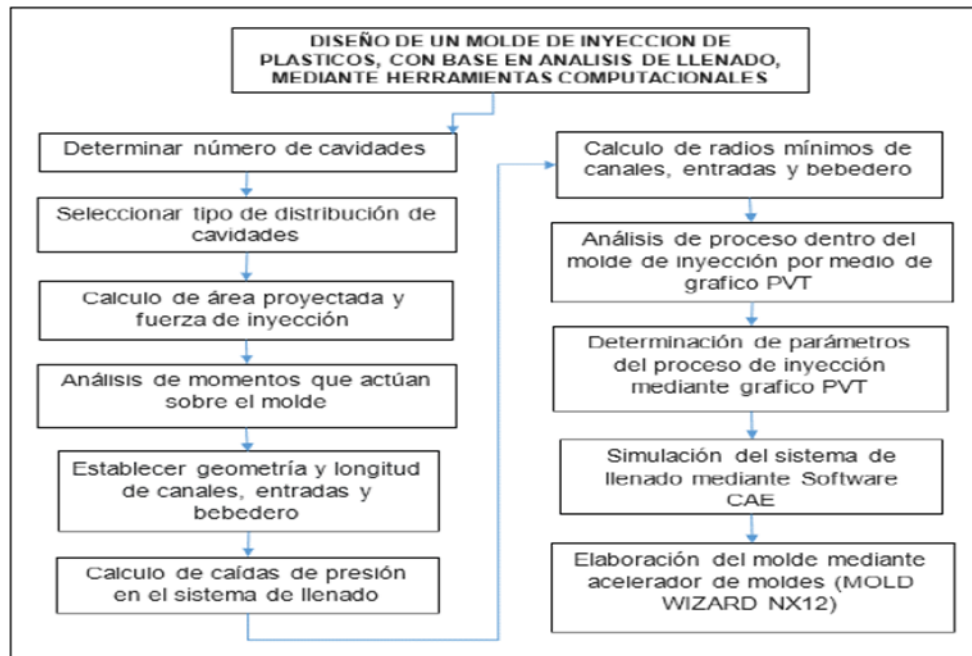 DISEÑO DE UN MOLDE DE INYECCION DE
PLASTICOS, CON BASE EN ANALISIS DE LLENADO,
MEDIANTE HERRAMIENTAS COMPUTACIONALES
Determinar número de cavidades
Seleccionar tipo de distribución de
cavidades
Calculo de área proyectada y
fuerza de inyección
Análisis de momentos que actúan
sobre el molde
Establecer geometría y longitud
de canales, entradas y
bebedero
Calculo de caídas de presión
en el sistema de llenado
Calculo de radios mínimos de
canales, entradas y bebedero
Análisis de proceso dentro del
molde de inyección por medio de
grafico PVT
Determinación de parámetros
del proceso de inyección
mediante grafico PVT
Simulación del sistema de
llenado mediante Software
CAE
Elaboración del molde mediante
acelerador de moldes (MOLD
WIZARD NX12)